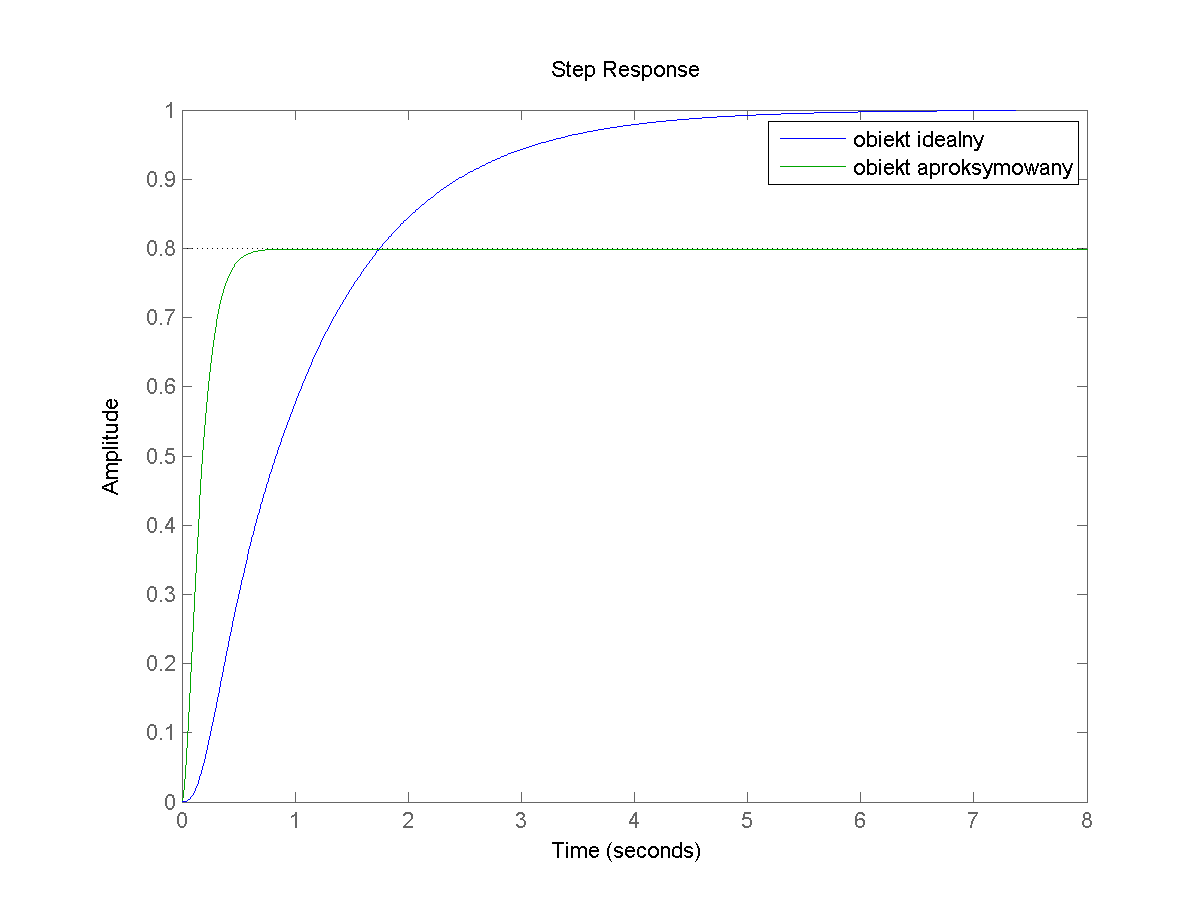 Step Response
1
0.9
0.8
0.7
0.6
0.5
0.4
0.3
0.2
0.1
0
Amplitude
obiekt idealny
obiekt aproksymowany
0 1 2 3 4 5 6 7 8
Time (seconds)